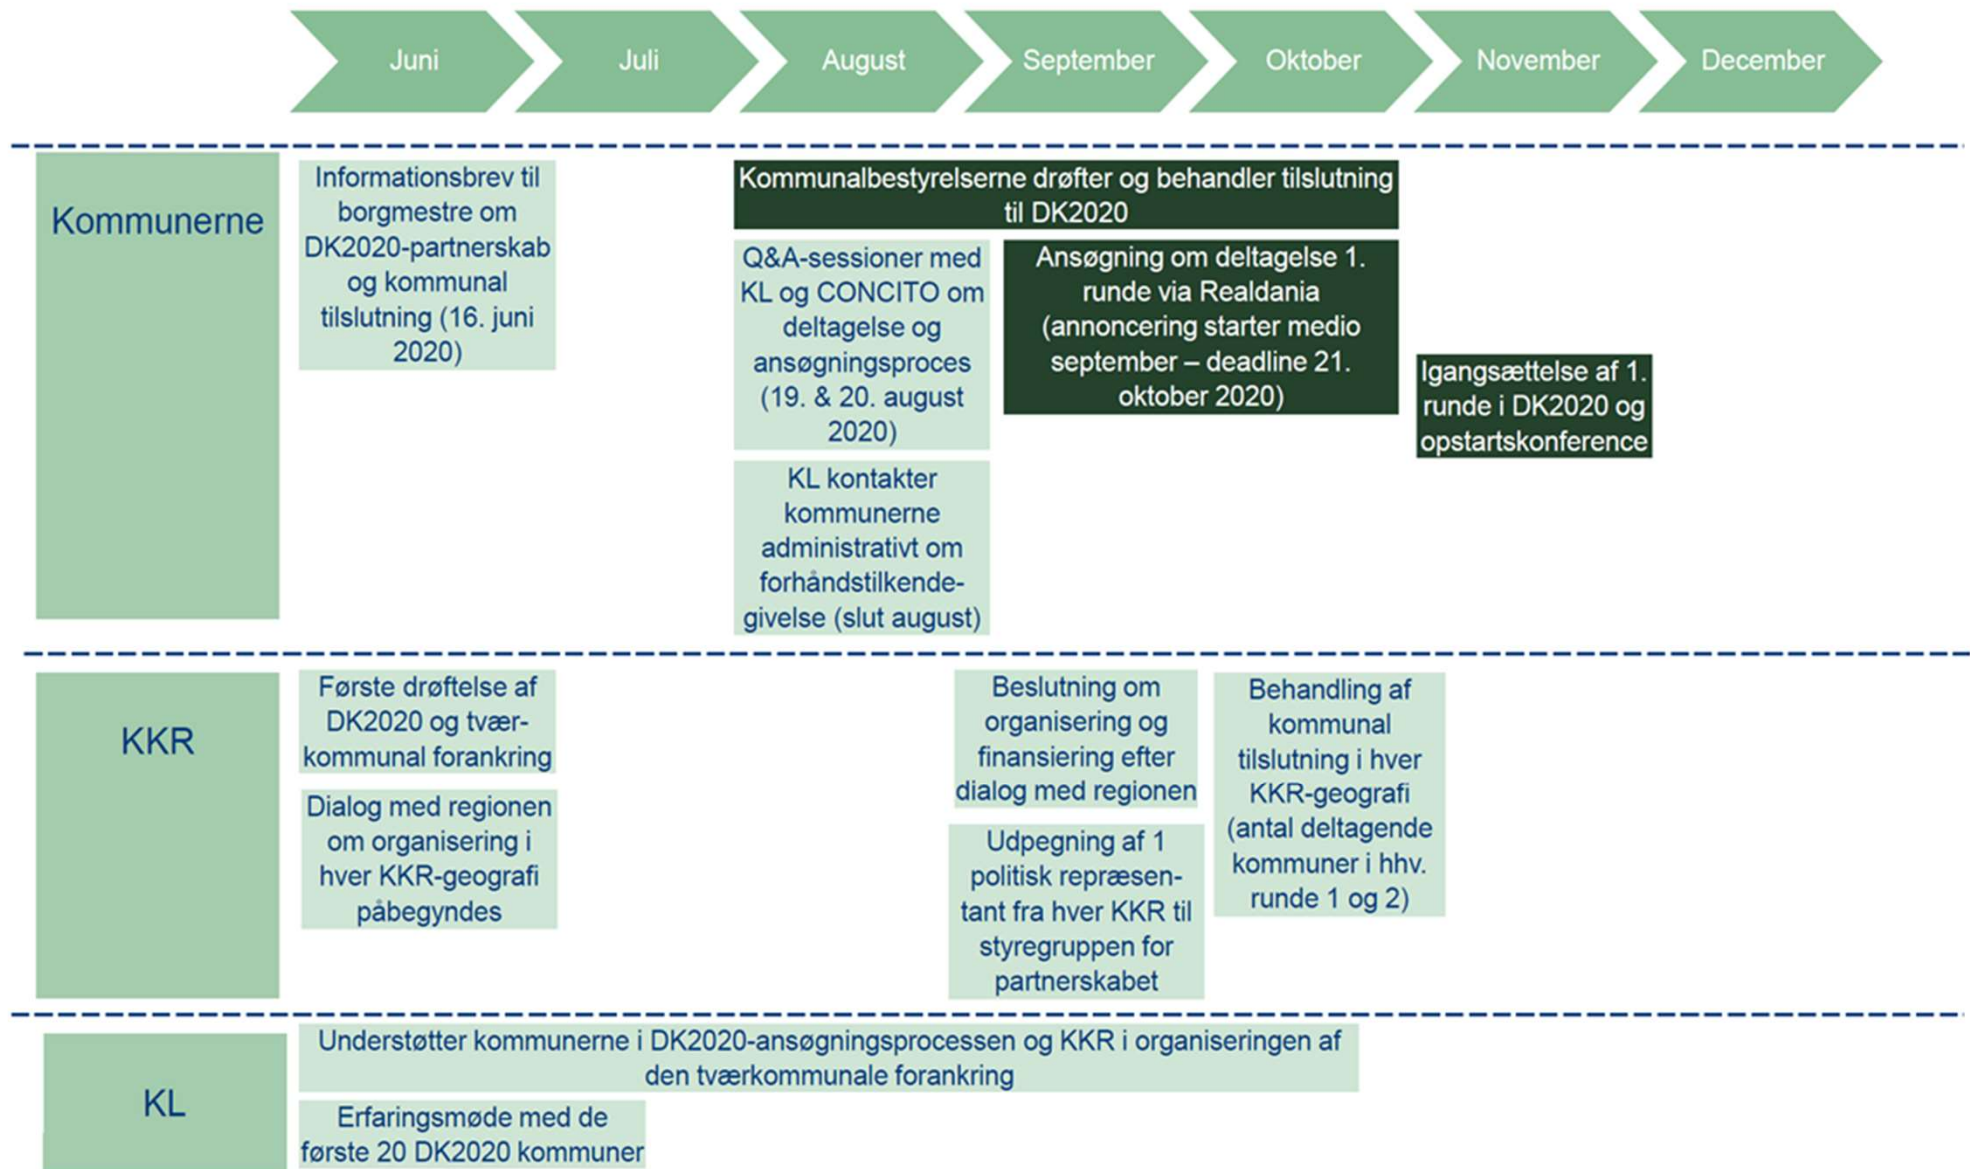 Juni
Juli
August
September
Oktober
November
December
Kommunerne
Informationsbrev til
borgmestre om
DK2020-partnerskab
og kommunal
tilslutning (16. juni
2020)
Kommunalbestyrelserne drøfter og behandler tilslutning
til DK2020
Q&A-sessioner med
KL og CONCITO om
deltagelse og
ansøgningsproces
(19. & 20. august
2020)
Ansøgning om deltagelse 1.
runde via Realdania
(annoncering starter medio
september – deadline 21.
oktober 2020)
Igangsættelse af 1.
runde i DK2020 og
opstartskonference
KL kontakter
kommunerne
administrativt om
forhåndstilkende-
givelse (slut august)
KKR
Første drøftelse af
DK2020 og tvær-
kommunal forankring
Dialog med regionen
om organisering i
hver KKR-geografi
påbegyndes
Beslutning om
organisering og
finansiering efter
dialog med regionen
Udpegning af 1
politisk repræsen-
tant fra hver KKR til
styregruppen for
partnerskabet
Behandling af
kommunal
tilslutning i hver
KKR-geografi
(antal deltagende
kommuner i hhv.
runde 1 og 2)
KL
Understøtter kommunerne i DK2020-ansøgningsprocessen og KKR i organiseringen af
den tværkommunale forankring
Erfaringsmøde med de
første 20 DK2020 kommuner